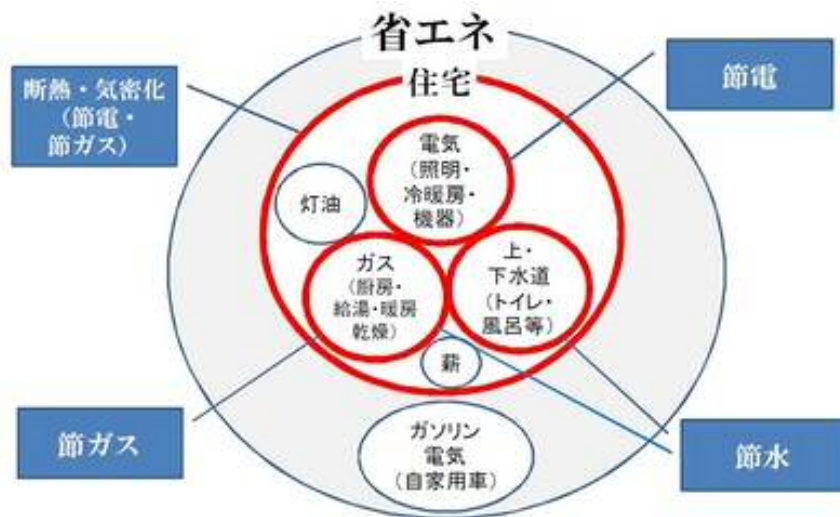 省エネ
住宅
断熱・気密化
（節電・
節ガス）
節電
電気
（照明・
冷暖房・
機器）
灯油
ガス
（厨房・
給湯・暖房
乾燥）
上・
下水道
（トイレ・
風呂等）
薪
節ガス
ガソリン
電気
（自家用車）
節水